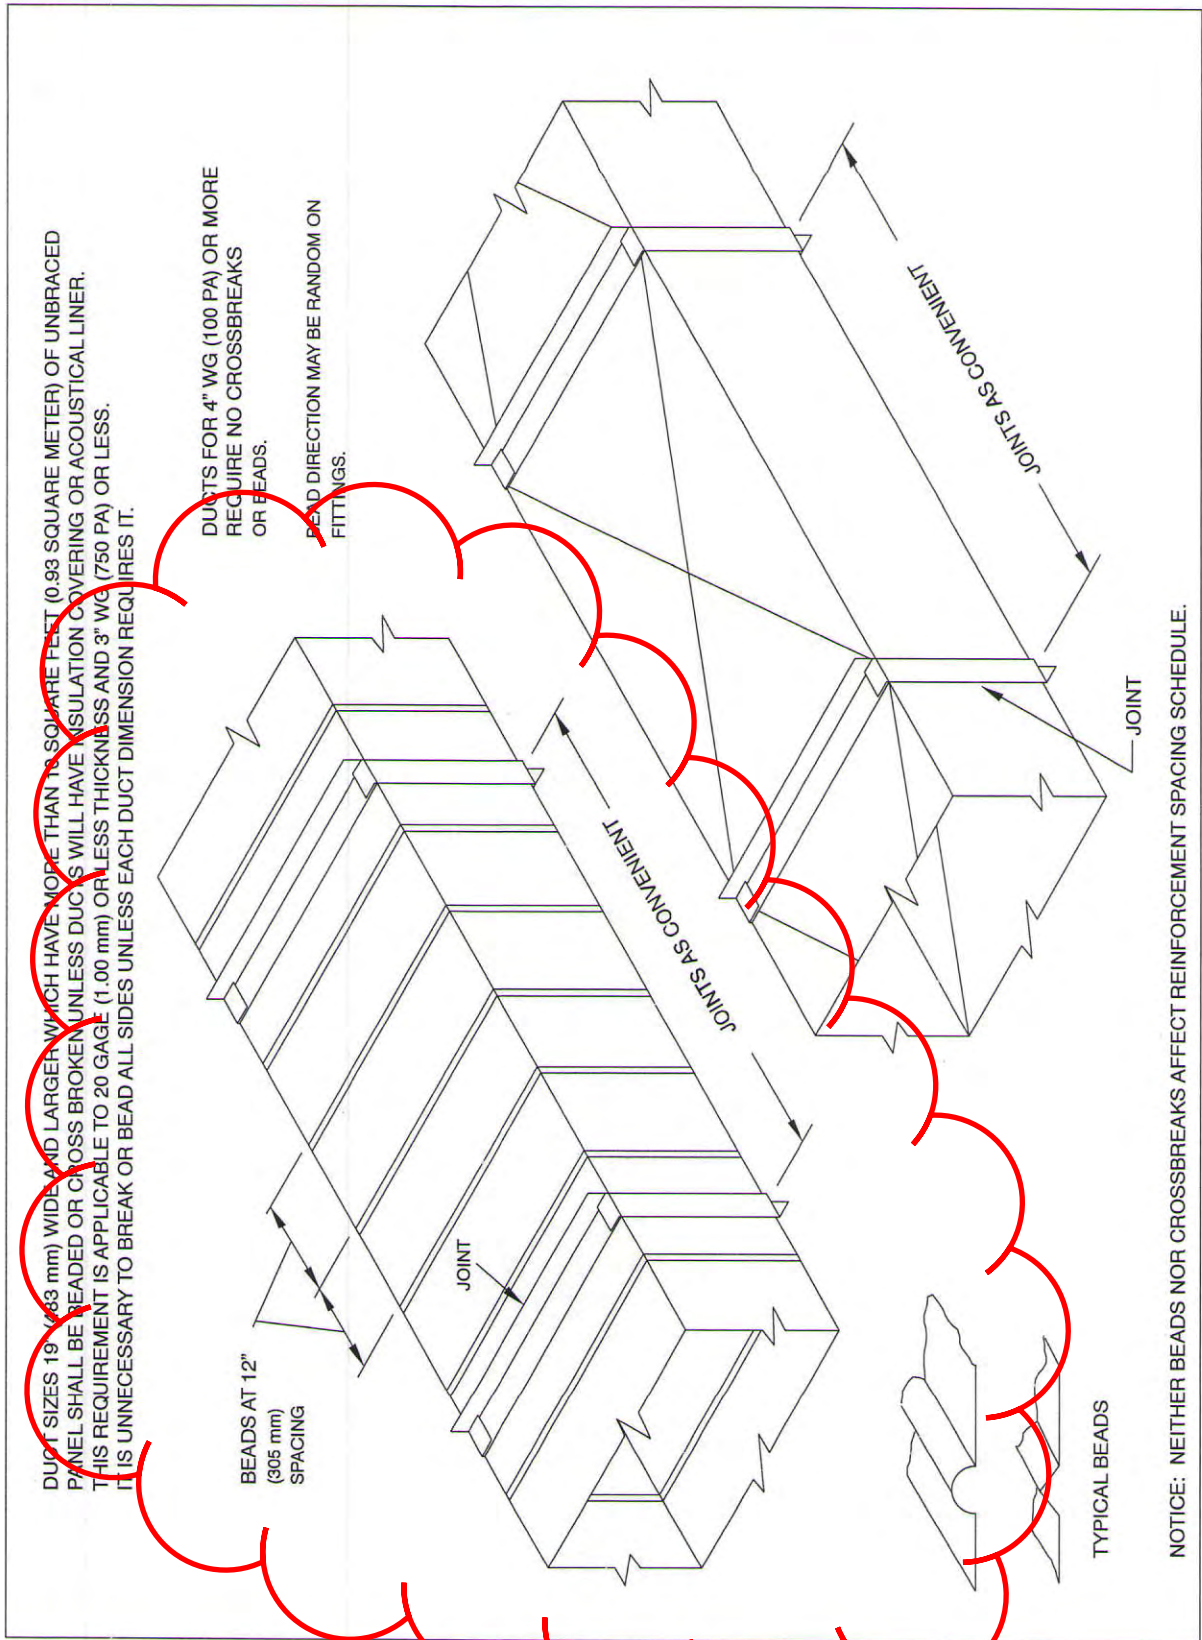 DUCT SIZES 19" (483 mm) WIDE AND LARGER WHICH HAVE MORE THAN 10 SQUARE FEET (0.93 SQUARE METER) OF UNBRACED
PANEL SHALL BE BEADED OR CROSS BROKEN UNLESS DUCTS WILL HAVE INSULATION COVERING OR ACOUSTICAL LINER.
THIS REQUIREMENT IS APPLICABLE TO 20 GAGE (1.00 mm) OR LESS THICKNESS AND 3" WG (750 PA) OR LESS.
IT IS UNNECESSARY TO BREAK OR BEAD ALL SIDES UNLESS EACH DUCT DIMENSION REQUIRES IT.
DUCTS FOR 4" WG (100 PA) OR MORE
REQUIRE NO CROSSBREAKS
OR BEADS.
BEAD DIRECTION MAY BE RANDOM ON
FITTINGS.
BEADS AT 12"
(305 mm)
SPACING
JOINT
JOINTS AS CONVENIENT
JOINTS AS CONVENIENT
JOINT
TYPICAL BEADS
NOTICE: NEITHER BEADS NOR CROSSBREAKS AFFECT REINFORCEMENT SPACING SCHEDULE.